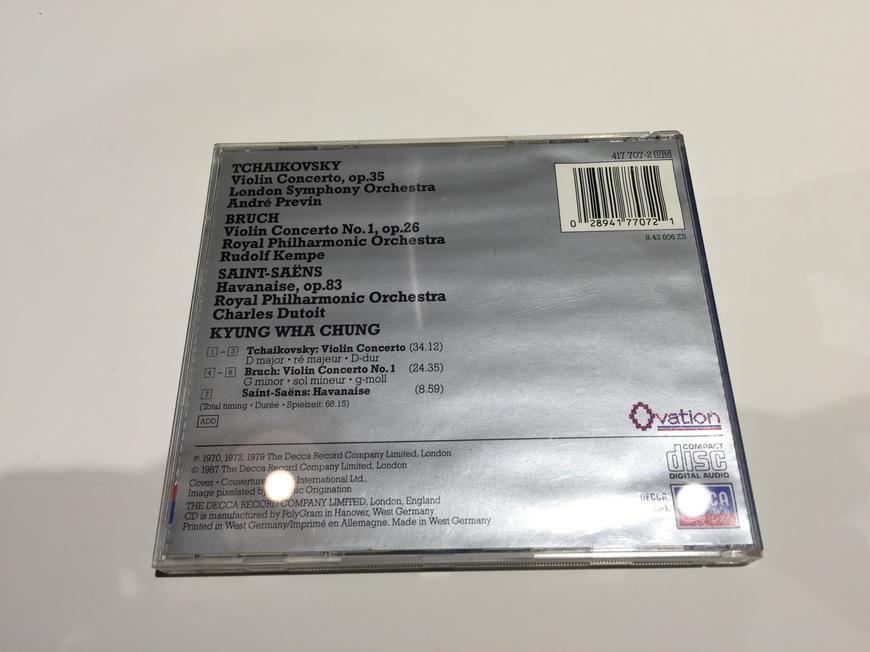 TCHAIKOVSKY
Violin Concerto, op.35
London Symphony Orchestra
André Previn
BRUCH
Violin Concerto No.1, op.26
Royal Philharmonic Orchestra
Rudolf Kempe
SAINT-SAËNS
Havanaise, op.83
Royal Philharmonic Orchestra
Charles Dutoit
KYUNG WHA CHUNG
1 - 3 Tchaikovsky: Violin Concerto (34.12)
D major • ré majeur • D-dur
4 - 6 Bruch: Violin Concerto No.1 (24.35)
G minor • sol mineur • g-moll
7 Saint-Saëns: Havanaise (8.59)
(Total timing • Durée • Spielzeit: 68.15)
ADD
417 707-2 DM
0 28941 77072 1
8.43 606 ZS
Ovation
COMPACT
disc
DIGITAL AUDIO
℗ 1970, 1972, 1979 The Decca Record Company Limited, London
© 1987 The Decca Record Company Limited, London
Cover • Couverture International Ltd.,
Image pixelated by Origination
THE DECCA RECORD COMPANY LIMITED, London, England
CD is manufactured by PolyGram in Hanover, West Germany
Printed in West Germany/Imprimé en Allemagne. Made in West Germany
DECCA
DECCA